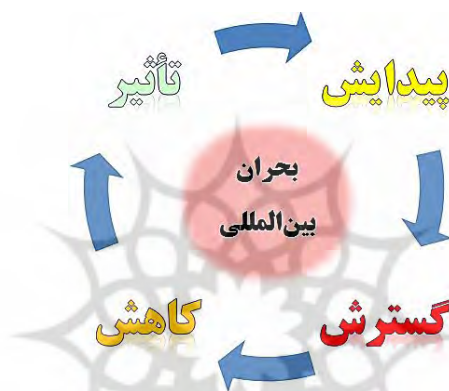 پیدایش
تأثیر
بحران
بین‌المللی
گسترش
کاهش